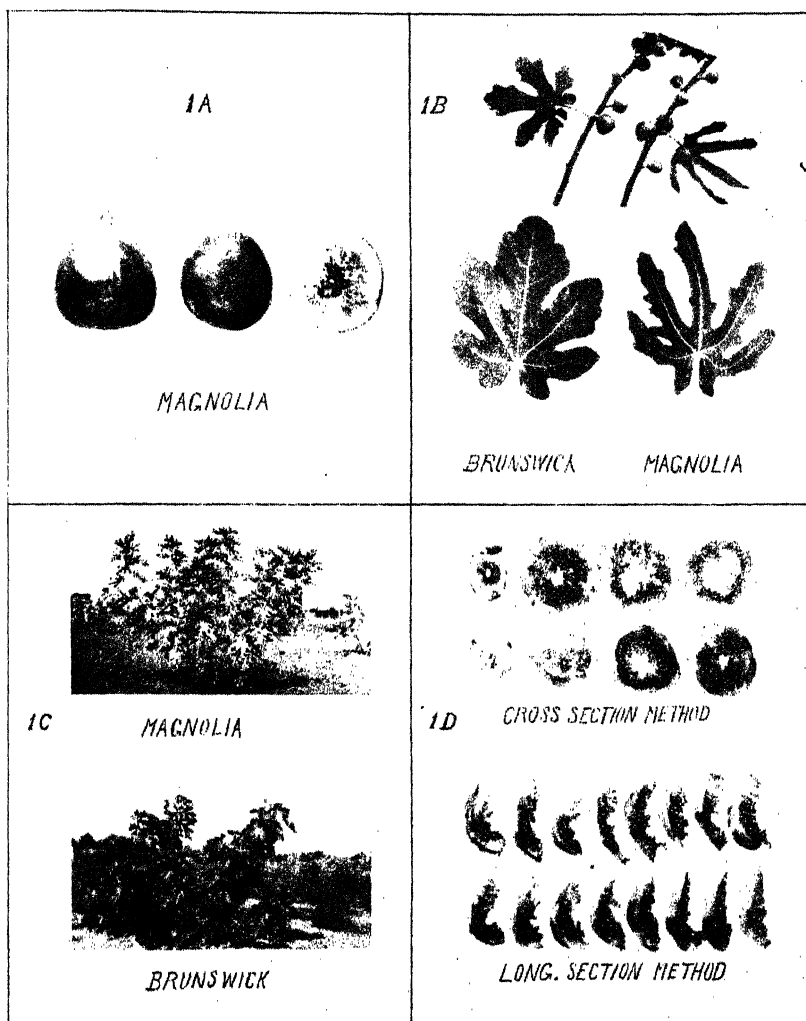 1A
MAGNOLIA
1B
BRUNSWICK
MAGNOLIA
1C
MAGNOLIA
BRUNSWICK
1D
CROSS SECTION METHOD
LONG. SECTION METHOD